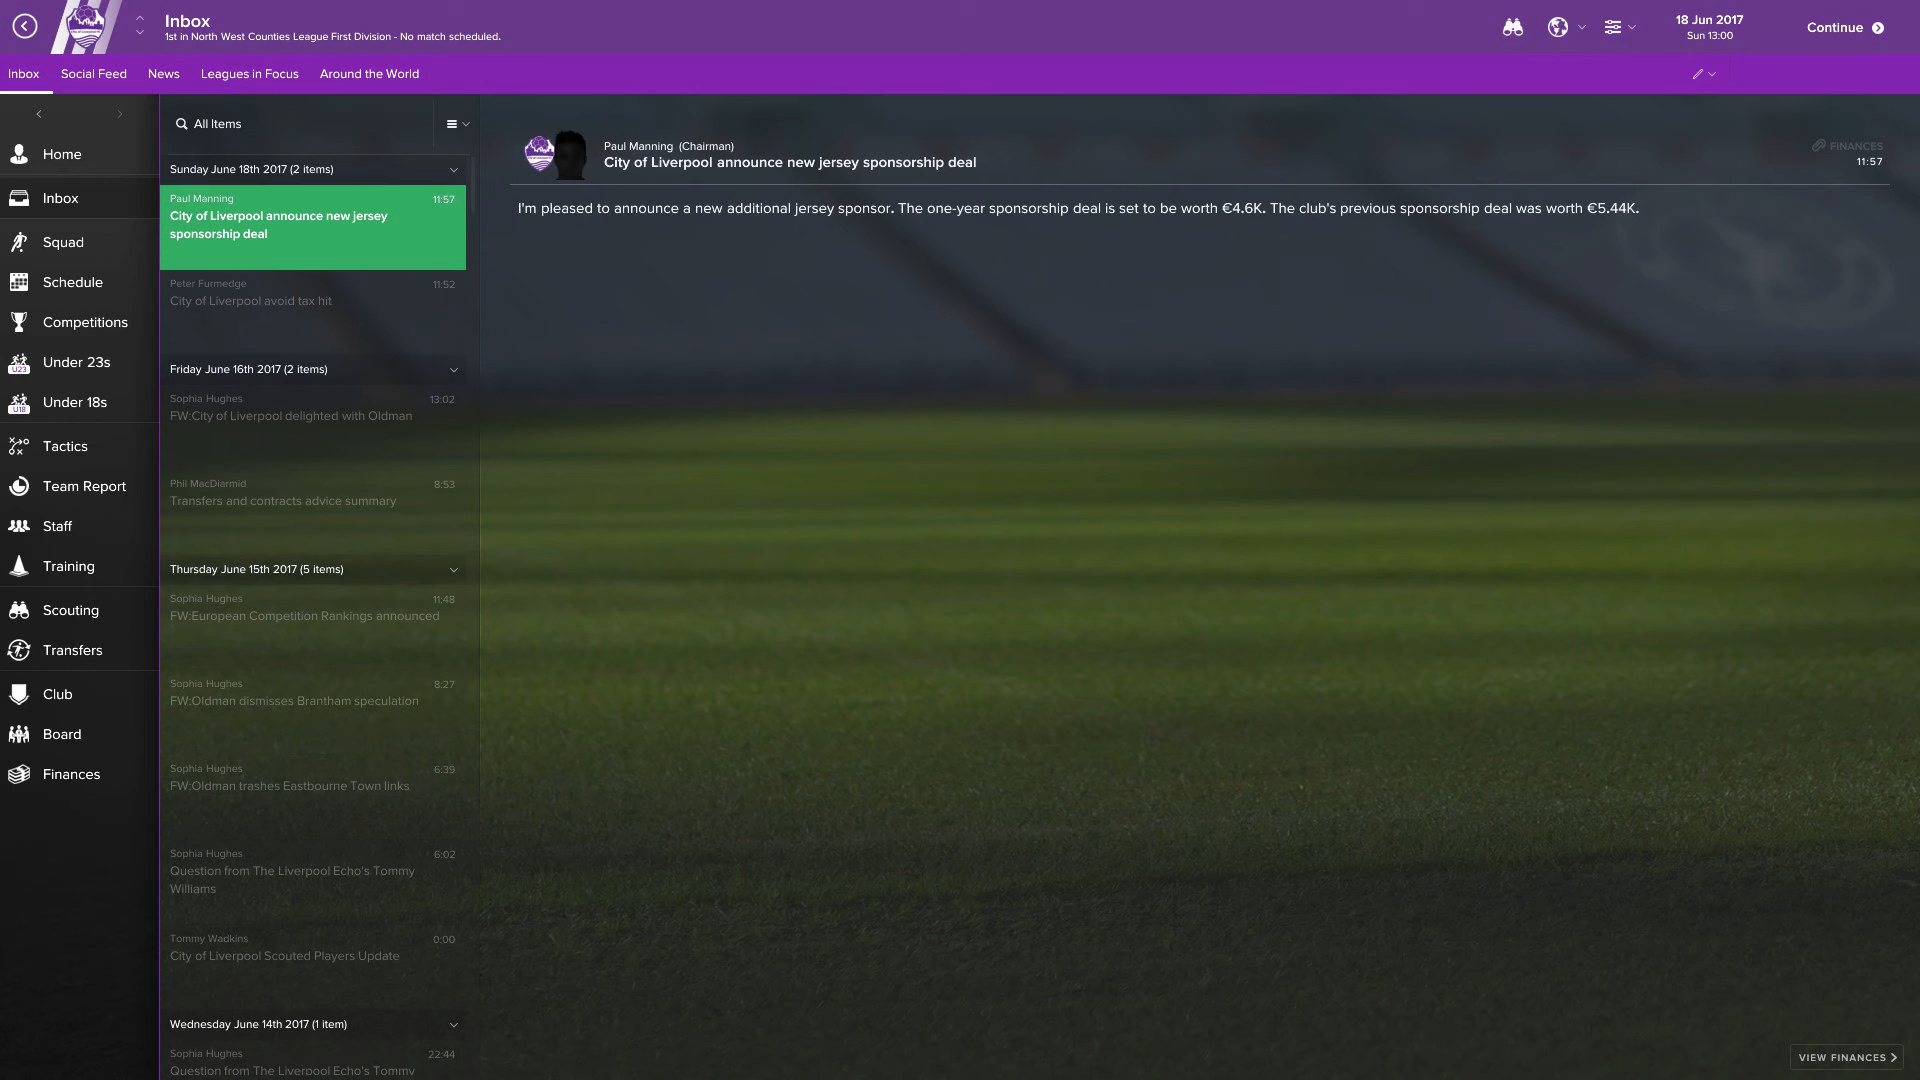 Inbox
1st in North West Counties League First Division - No match scheduled.
18 Jun 2017
Sun 13:00
Continue
Inbox
Social Feed
News
Leagues in Focus
Around the World
Home
Inbox
Squad
Schedule
Competitions
U23
Under 23s
U18
Under 18s
Tactics
Team Report
Staff
Training
Scouting
Transfers
Club
Board
Finances
All Items
Sunday June 18th 2017 (2 items)
Paul Manning 11:57
City of Liverpool announce new jersey
sponsorship deal
Peter Furmedge 11:52
City of Liverpool avoid tax hit
Friday June 16th 2017 (2 items)
Sophia Hughes 13:02
FW:City of Liverpool delighted with Oldman
Phil MacDiarmid 8:53
Transfers and contracts advice summary
Thursday June 15th 2017 (5 items)
Sophia Hughes 11:48
FW:European Competition Rankings announced
Sophia Hughes 8:27
FW:Oldman dismisses Brantham speculation
Sophia Hughes 6:39
FW:Oldman trashes Eastbourne Town links
Sophia Hughes 6:02
Question from The Liverpool Echo's Tommy
Williams
Tommy Wadkins 0:00
City of Liverpool Scouted Players Update
Wednesday June 14th 2017 (1 item)
Sophia Hughes 22:44
Question from The Liverpool Echo's Tommy
Paul Manning (Chairman)
City of Liverpool announce new jersey sponsorship deal
FINANCES
11:57
I'm pleased to announce a new additional jersey sponsor. The one-year sponsorship deal is set to be worth €4.6K. The club's previous sponsorship deal was worth €5.44K.
VIEW FINANCES